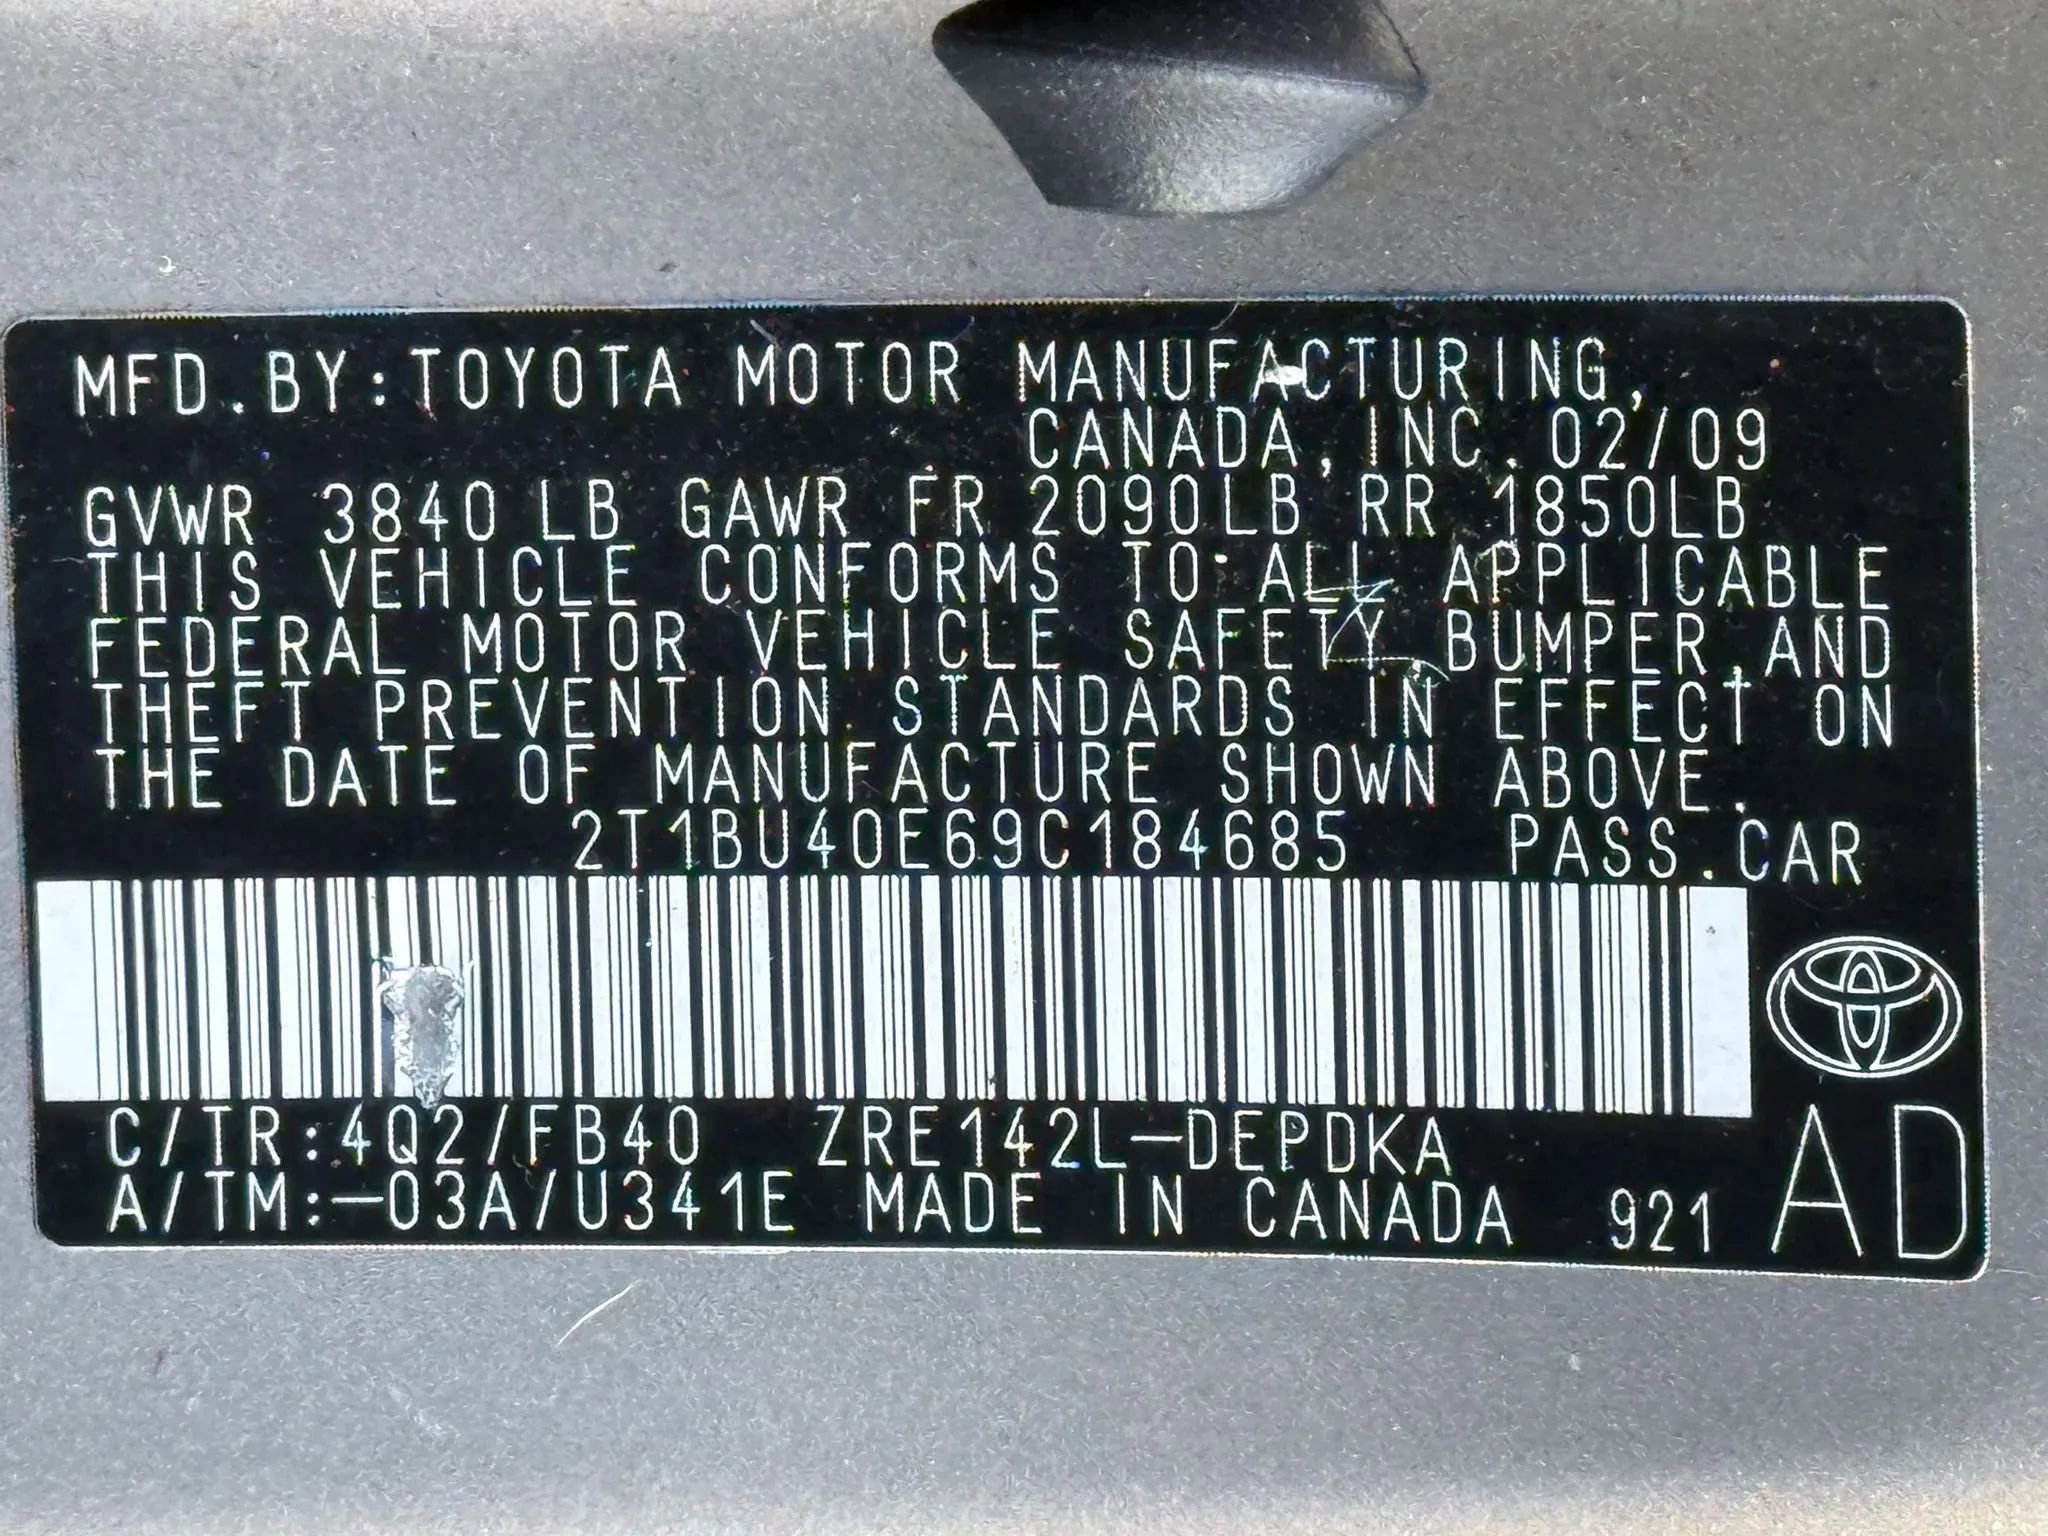 MFD.BY:TOYOTA MOTOR MANUFACTURING,
CANADA,INC.02/09
GVWR 3840LB GAWR FR 2090LB RR 1850LB
THIS VEHICLE CONFORMS TO ALL APPLICABLE
FEDERAL MOTOR VEHICLE SAFETY,BUMPER,AND
THEFT PREVENTION STANDARDS IN EFFECT ON
THE DATE OF MANUFACTURE SHOWN ABOVE.
2T1BU40E69C184685 PASS.CAR
C/TR:4Q2/FB40 ZRE142L-DEPDKA
A/TM:-03A/U341E MADE IN CANADA 921
AD